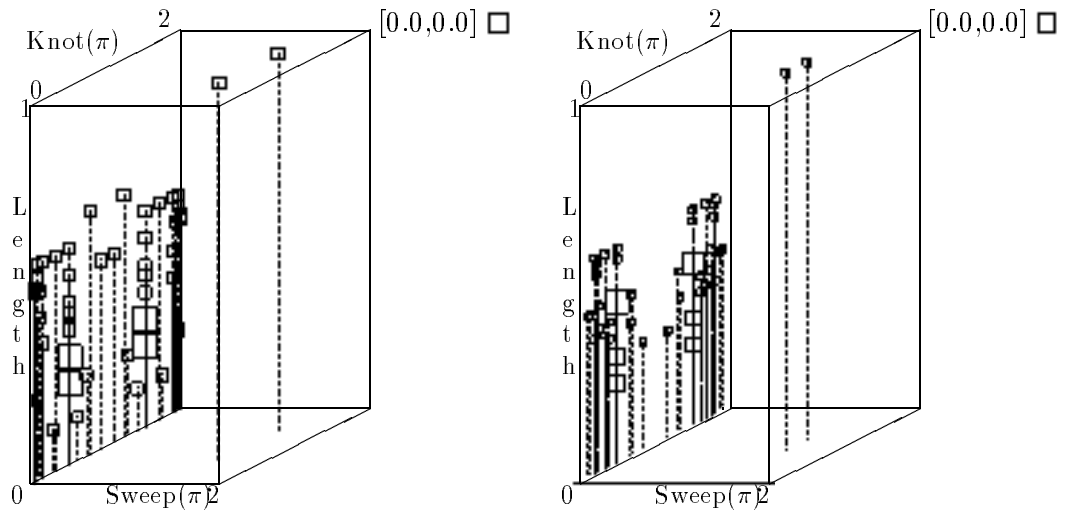 2
[0.0,0.0]
Knot(π)
0
1
L
e
n
g
t
h
0
Sweep(π)2
2
[0.0,0.0]
Knot(π)
0
1
L
e
n
g
t
h
0
Sweep(π)2